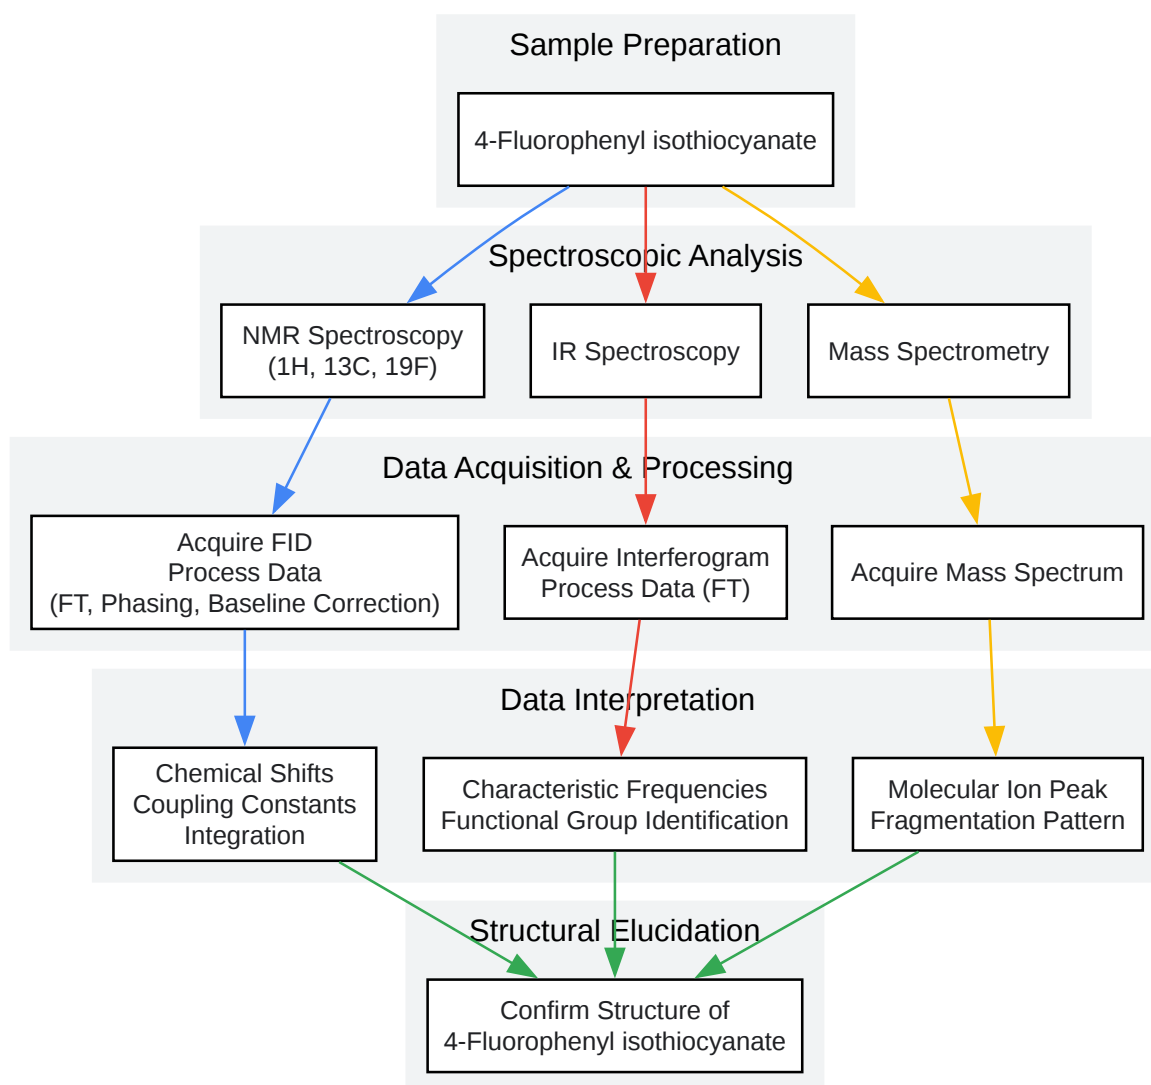 Sample Preparation
4-Fluorophenyl isothiocyanate
Spectroscopic Analysis
NMR Spectroscopy
(1H, 13C, 19F)
IR Spectroscopy
Mass Spectrometry
Data Acquisition & Processing
Acquire FID
Process Data
(FT, Phasing, Baseline Correction)
Acquire Interferogram
Process Data (FT)
Acquire Mass Spectrum
Data Interpretation
Chemical Shifts
Coupling Constants
Integration
Characteristic Frequencies
Functional Group Identification
Molecular Ion Peak
Fragmentation Pattern
Structural Elucidation
Confirm Structure of
4-Fluorophenyl isothiocyanate